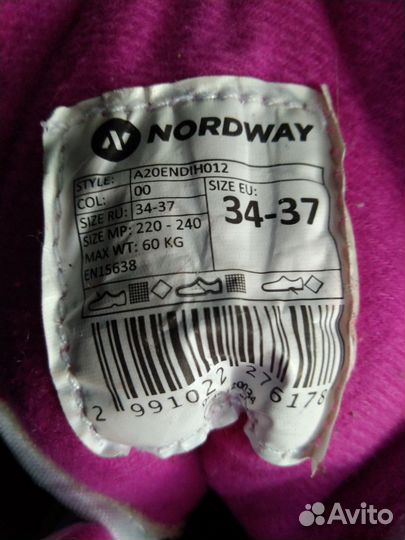 NORDWAY
STYLE: A20ENDIH012
COL: 00
SIZE RU: 34-37
SIZE MP: 220 - 240
MAX WT: 60 KG
EN15638
SIZE EU:
34-37
2 991022 276178
Avito